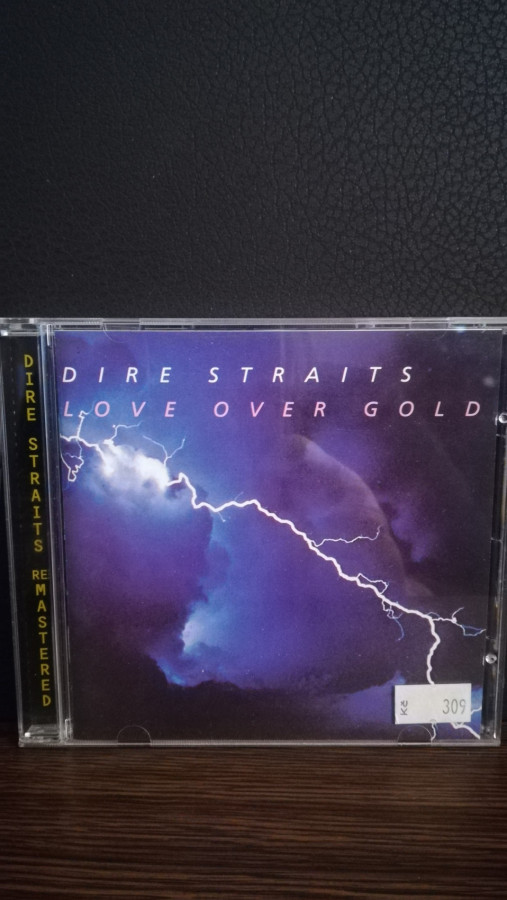 DIRE STRAITS
LOVE OVER GOLD
DIRE STRAITS REMASTERED
Kč 309